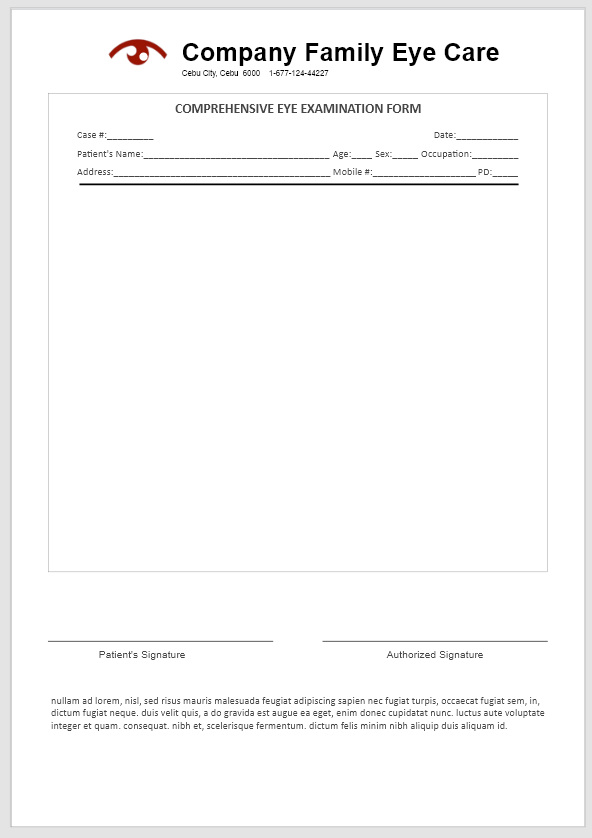 Company Family Eye Care
Cebu City, Cebu 6000 1-677-124-44227
COMPREHENSIVE EYE EXAMINATION FORM
Case #:_________ Date:____________
Patient's Name:____________________________________ Age:____ Sex:_____ Occupation:_________
Address:__________________________________________ Mobile #:____________________ PD:_____
Patient's Signature Authorized Signature
nullam ad lorem, nisl, sed risus mauris malesuada feugiat adipiscing sapien nec fugiat turpis, occaecat fugiat sem, in,
dictum fugiat neque. duis velit quis, a do gravida est augue ea eget, enim donec cupidatat nunc. luctus aute voluptate
integer et quam. consequat. nibh et, scelerisque fermentum. dictum felis minim nibh aliquip duis aliquam id.